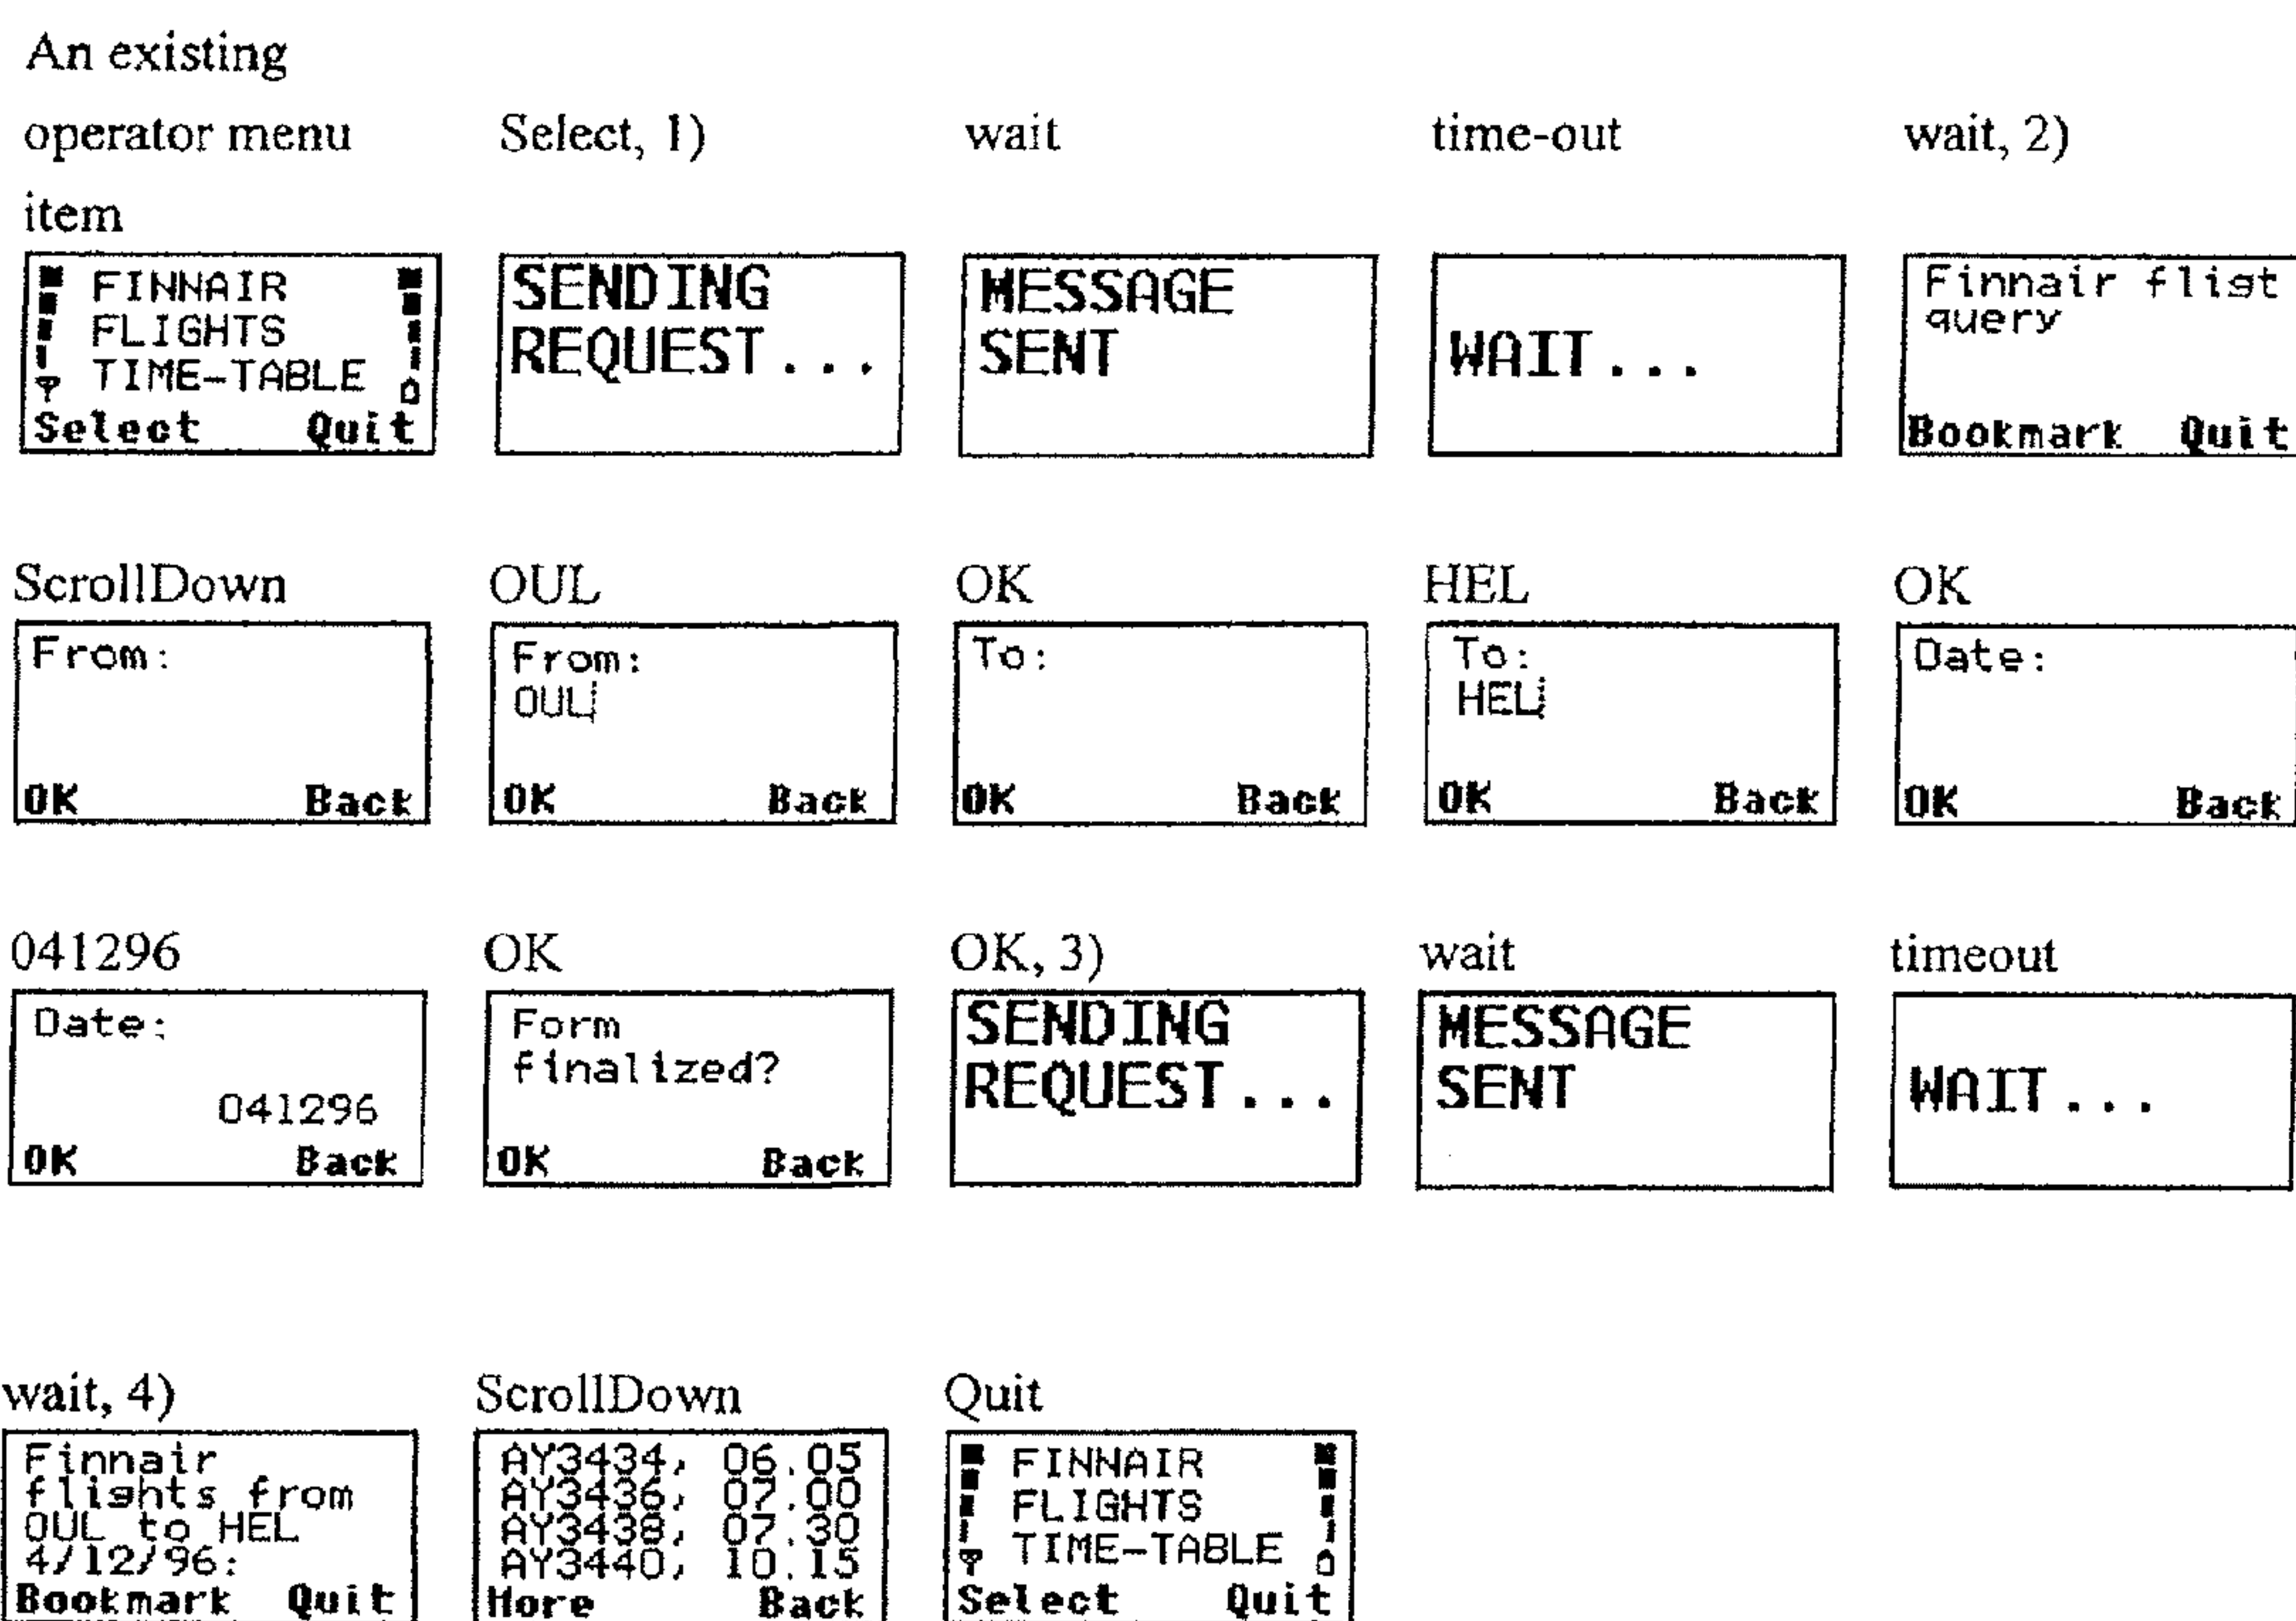 An existing
operator menu
item
Select, 1)
wait
time-out
wait, 2)
FINNAIR
FLIGHTS
TIME-TABLE
Select Quit
SENDING
REQUEST...
MESSAGE
SENT
WAIT...
Finnair flist
query
Bookmark Quit
ScrollDown
OUL
OK
HEL
OK
From:
OK Back
From:
OUL
OK Back
To:
OK Back
To:
HEL
OK Back
Date:
OK Back
041296
OK
OK, 3)
wait
timeout
Date:
041296
OK Back
Form
finalized?
OK Back
SENDING
REQUEST...
MESSAGE
SENT
WAIT...
wait, 4)
ScrollDown
Quit
Finnair
flights from
OUL to HEL
4/12/96:
Bookmark Quit
AY3434, 06.05
AY3436, 07.00
AY3438, 07.30
AY3440, 10.15
More Back
FINNAIR
FLIGHTS
TIME-TABLE
Select Quit